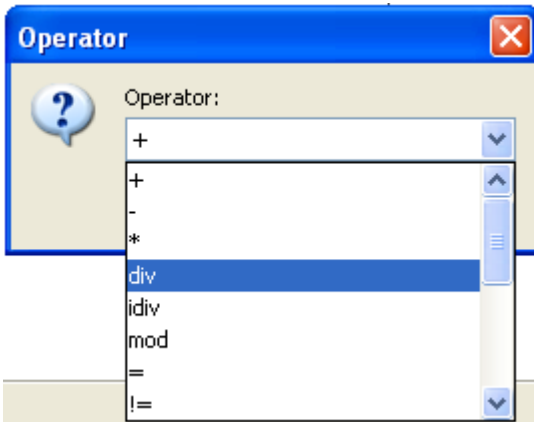 Operator
Operator:
+
+
-
*
div
idiv
mod
=
!=